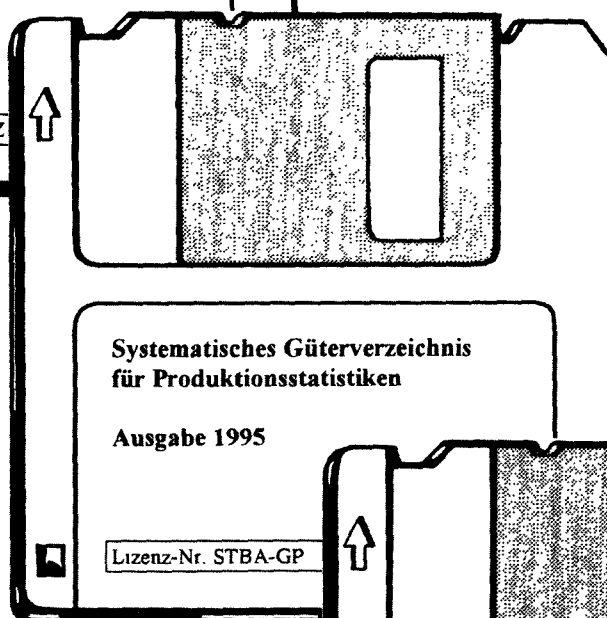 Systematisches Güterverzeichnis
für Produktionsstatistiken
Ausgabe 1995
Lizenz-Nr. STBA-GP